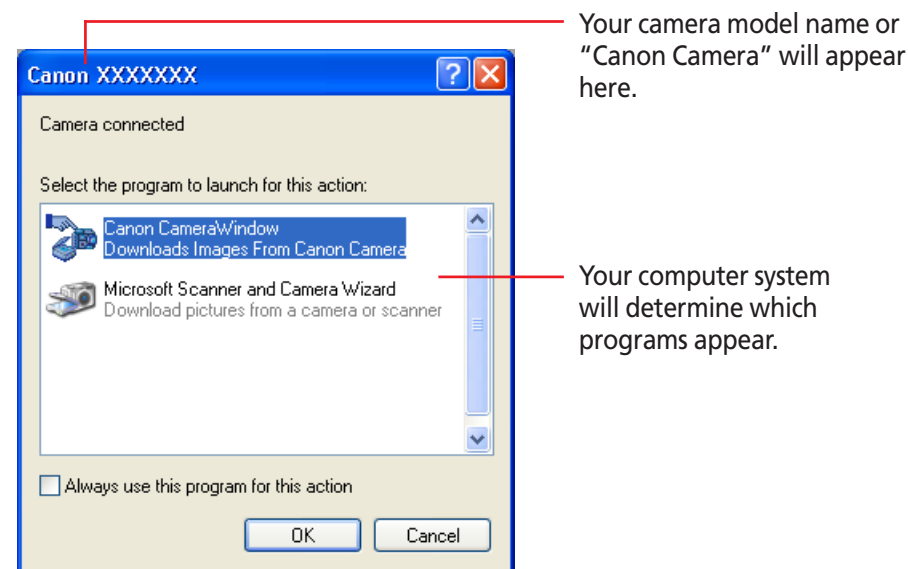 Your camera model name or
“Canon Camera” will appear
here.
Canon XXXXXXX
Camera connected
Select the program to launch for this action:
Canon CameraWindow
Downloads Images From Canon Camera
Microsoft Scanner and Camera Wizard
Download pictures from a camera or scanner
Your computer system
will determine which
programs appear.
Always use this program for this action
OK
Cancel